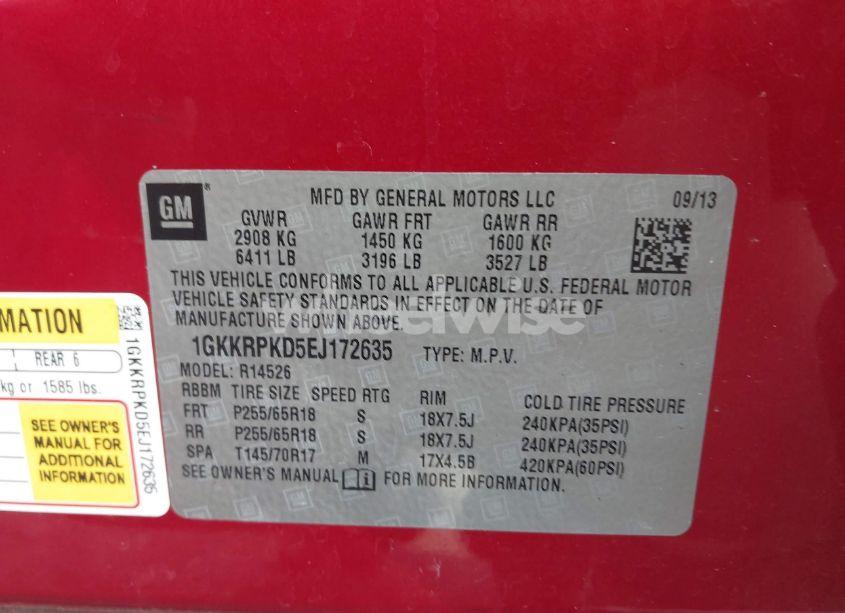 GM
MFD BY GENERAL MOTORS LLC 09/13
GVWR GAWR FRT GAWR RR
2908 KG 1450 KG 1600 KG
6411 LB 3196 LB 3527 LB
THIS VEHICLE CONFORMS TO ALL APPLICABLE U.S. FEDERAL MOTOR
VEHICLE SAFETY STANDARDS IN EFFECT ON THE DATE OF
MANUFACTURE SHOWN ABOVE.
1GKKRPKD5EJ172635 TYPE: M.P.V.
MODEL: R14526
RBBM TIRE SIZE SPEED RTG RIM COLD TIRE PRESSURE
FRT P255/65R18 S 18X7.5J 240KPA(35PSI)
RR P255/65R18 S 18X7.5J 240KPA(35PSI)
SPA T145/70R17 M 17X4.5B 420KPA(60PSI)
SEE OWNER'S MANUAL FOR MORE INFORMATION.
MATION
REAR 6
kg or 1585 lbs.
SEE OWNER'S
MANUAL FOR
ADDITIONAL
INFORMATION
1GKKRPKD5EJ172635